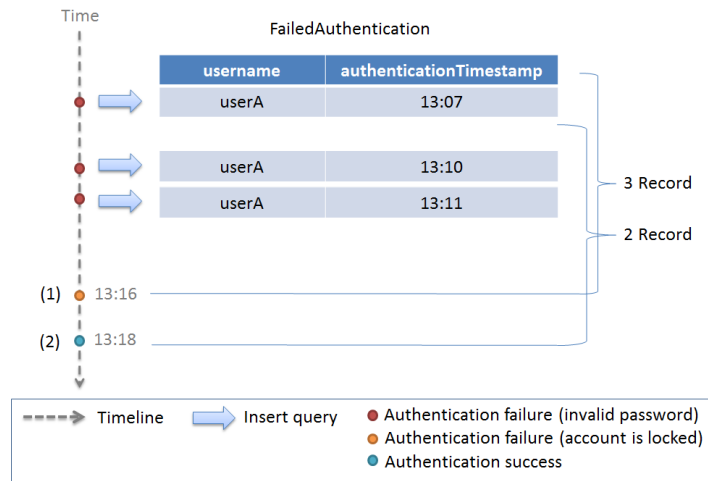 Time
FailedAuthentication
username authenticationTimestamp
userA 13:07
userA 13:10
userA 13:11
3 Record
2 Record
(1) 13:16
(2) 13:18
Timeline
Insert query
Authentication failure (invalid password)
Authentication failure (account is locked)
Authentication success